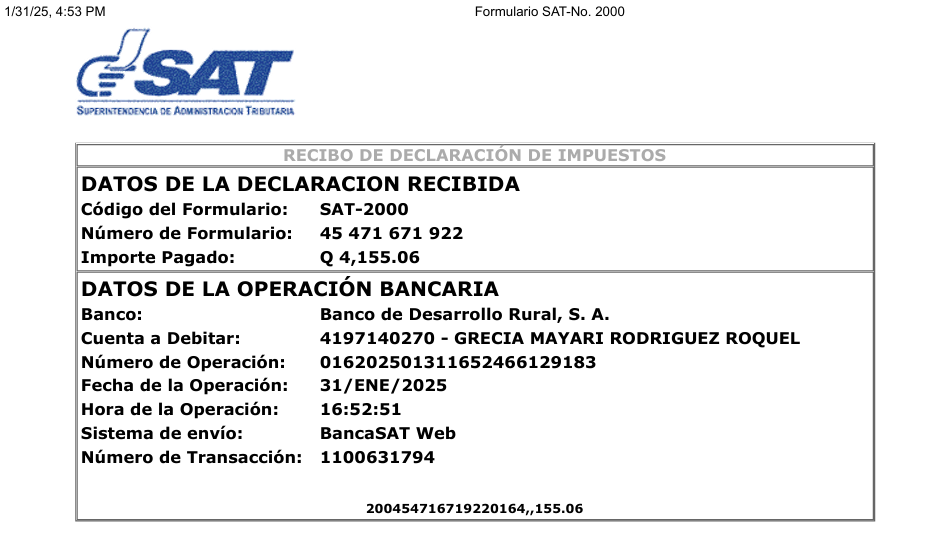 1/31/25, 4:53 PM Formulario SAT-No. 2000
SAT
SUPERINTENDENCIA DE ADMINISTRACION TRIBUTARIA
RECIBO DE DECLARACIÓN DE IMPUESTOS
DATOS DE LA DECLARACION RECIBIDA
Código del Formulario: SAT-2000
Número de Formulario: 45 471 671 922
Importe Pagado: Q 4,155.06
DATOS DE LA OPERACIÓN BANCARIA
Banco: Banco de Desarrollo Rural, S. A.
Cuenta a Debitar: 4197140270 - GRECIA MAYARI RODRIGUEZ ROQUEL
Número de Operación: 016202501311652466129183
Fecha de la Operación: 31/ENE/2025
Hora de la Operación: 16:52:51
Sistema de envío: BancaSAT Web
Número de Transacción: 1100631794
200454716719220164,,155.06